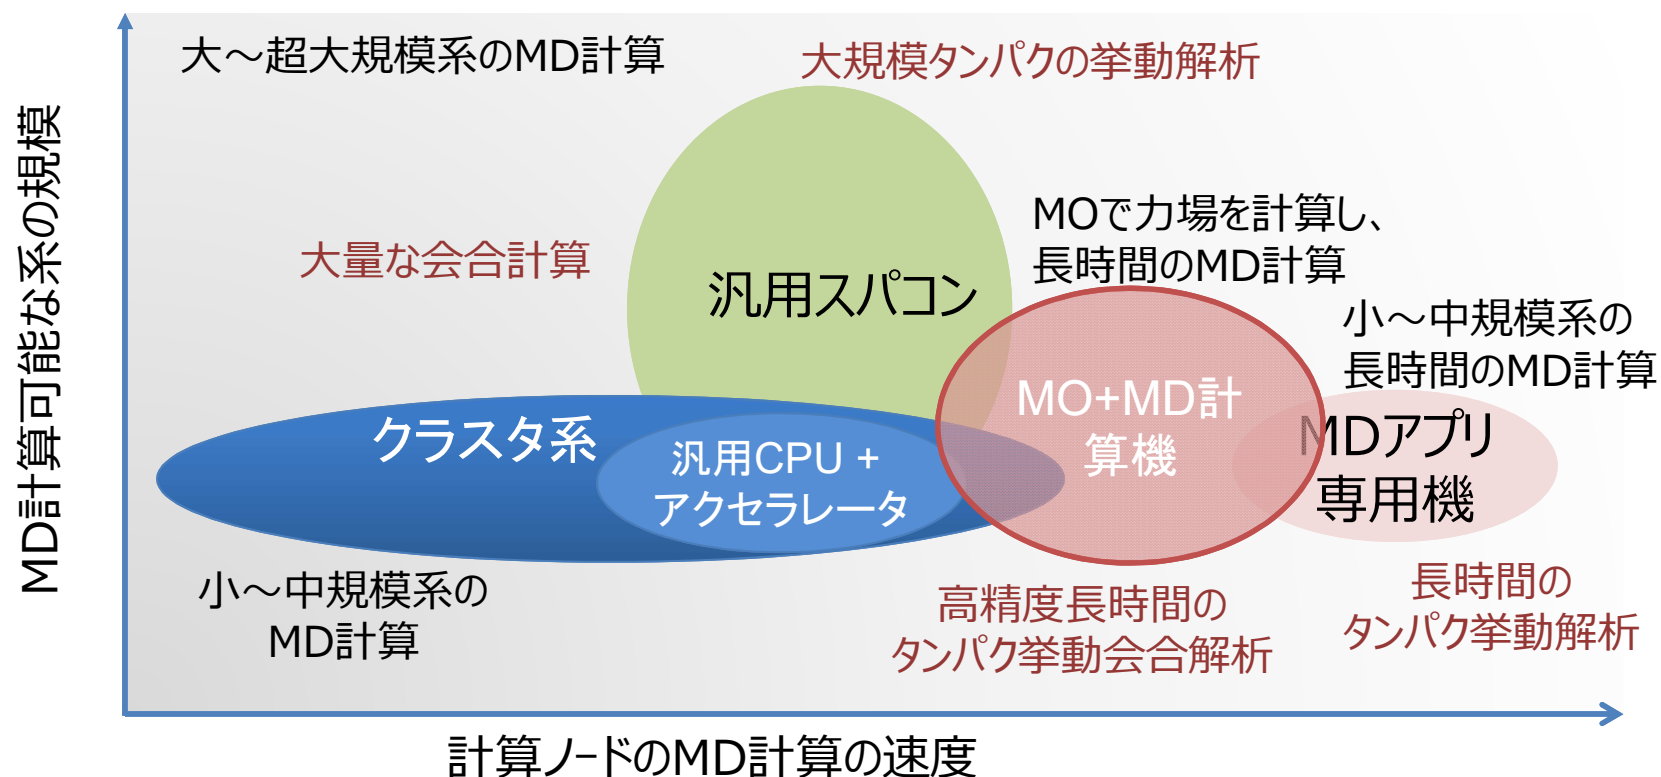 大～超大規模系のMD計算
大規模タンパクの挙動解析
MD計算可能な系の規模
大量な会合計算
汎用スパコン
MOで力場を計算し、
長時間のMD計算
小～中規模系の
長時間のMD計算
クラスタ系
汎用CPU +
アクセラレータ
MO+MD計
算機
MDアプリ
専用機
小～中規模系の
MD計算
高精度長時間の
タンパク挙動会合解析
長時間の
タンパク挙動解析
計算ノードのMD計算の速度